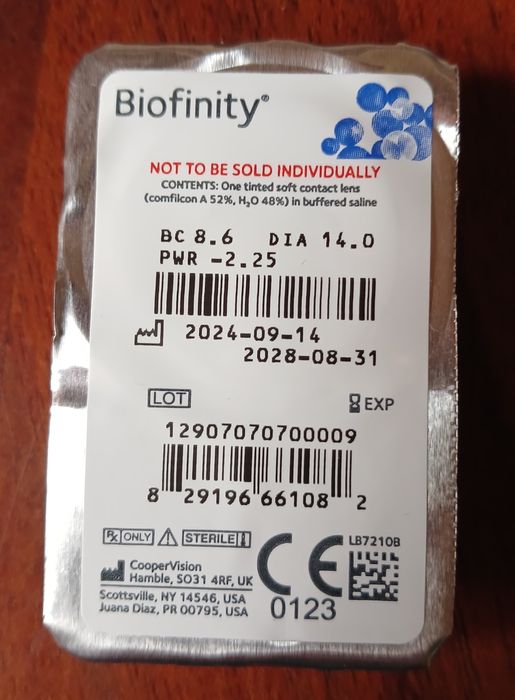 Biofinity®
NOT TO BE SOLD INDIVIDUALLY
CONTENTS: One tinted soft contact lens
(comfilcon A 52%, H₂O 48%) in buffered saline
BC 8.6 DIA 14.0
PWR -2.25
2024-09-14
2028-08-31
LOT EXP
12907070700009
8 29196 66108 2
Rx ONLY STERILE
LB7210B
CE
CooperVision
Hamble, SO31 4RF, UK
Scottsville, NY 14546, USA
Juana Diaz, PR 00795, USA
0123